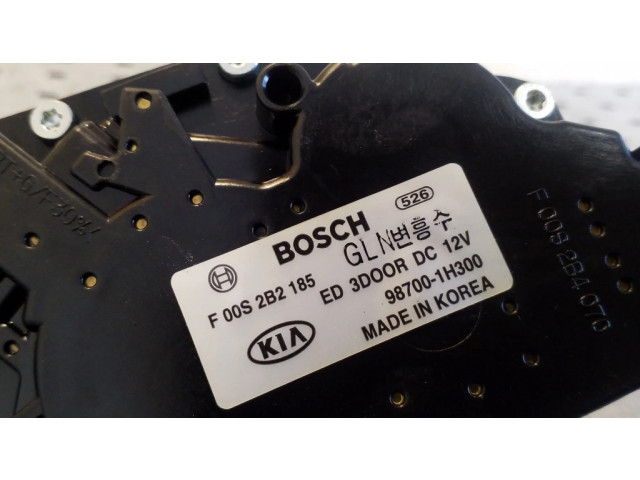 BOSCH
526
GLN변흥수
F 00S 2B2 185
ED 3DOOR DC 12V
98700-1H300
KIA
MADE IN KOREA
F 00S 2B4 070